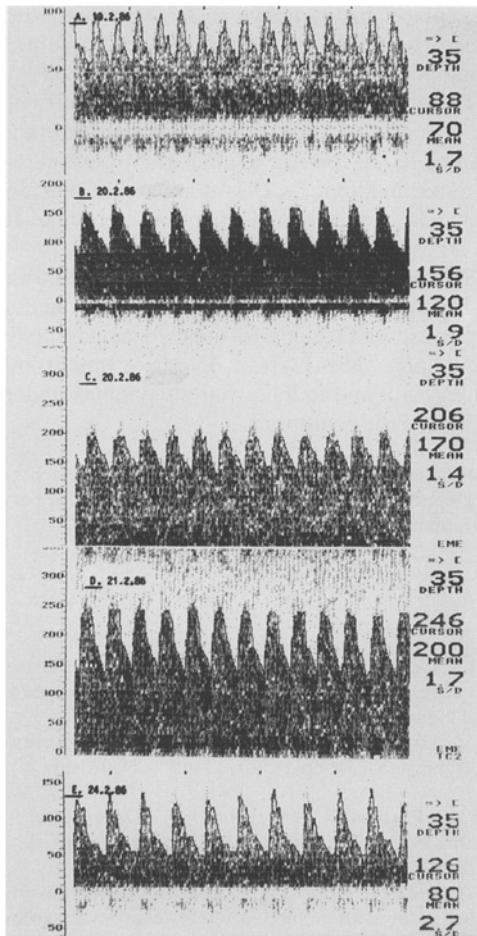 100
A. 19.2.86
=> [
35
DEPTH
50
88
CURSOR
0
70
MEAN
1.7
S/D
200
B. 20.2.86
=> [
150
35
DEPTH
100
50
156
CURSOR
0
120
MEAN
50
1.9
S/D
=> [
300
C. 20.2.86
35
DEPTH
250
206
CURSOR
200
170
MEAN
150
1.4
S/D
100
50
EME
=> [
300
D. 21.2.86
35
DEPTH
250
246
CURSOR
200
200
MEAN
150
1.7
S/D
100
50
0
EME
TC2
E. 24.2.86
=> [
150
35
DEPTH
100
50
126
CURSOR
0
80
MEAN
50
2.7
S/D